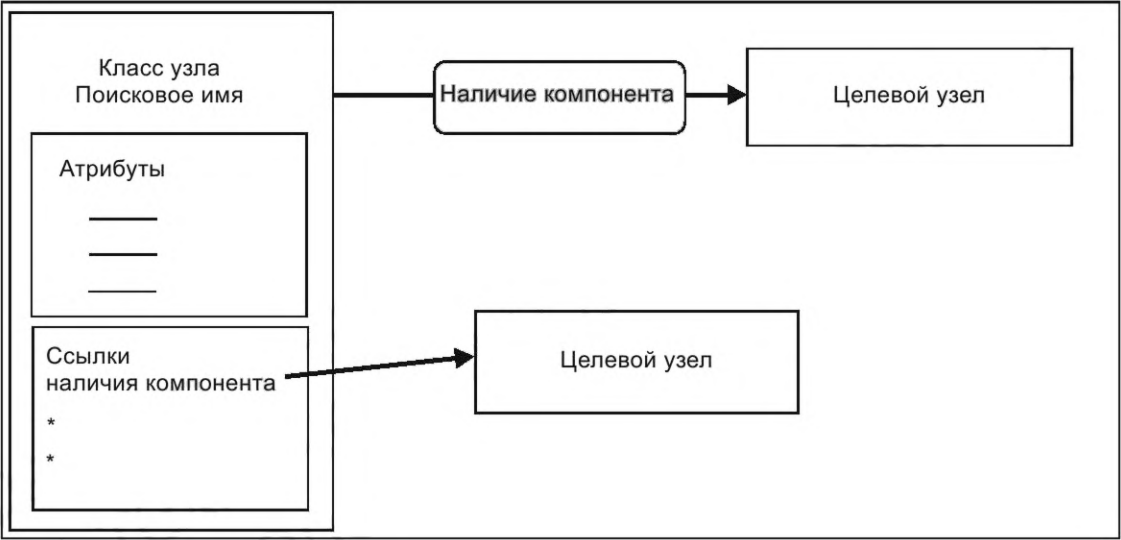 Класс узла
Поисковое имя
Наличие компонента
Целевой узел
Атрибуты
Ссылки
наличия компонента
*
*
Целевой узел